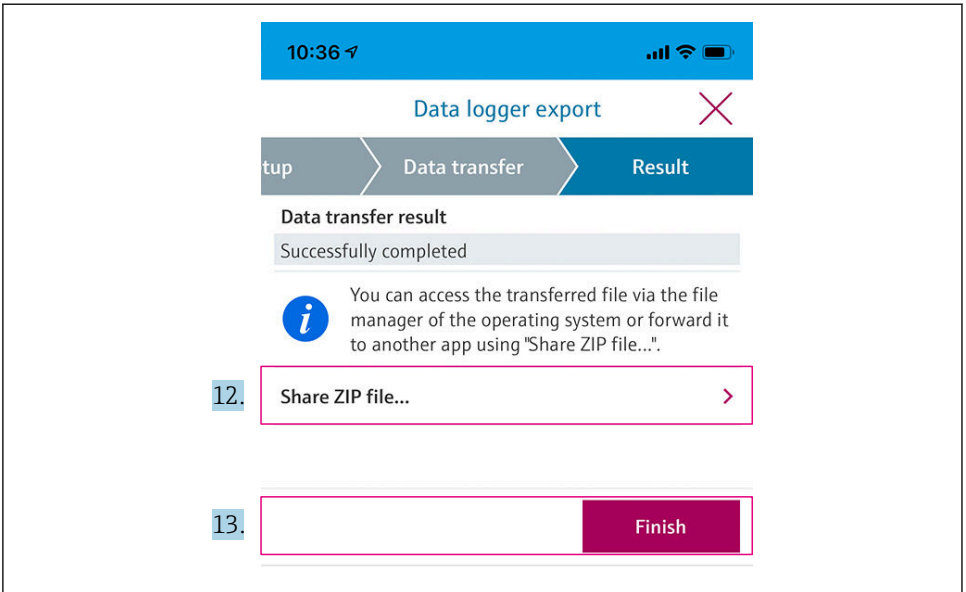 10:36
Data logger export
tup
Data transfer
Result
Data transfer result
Successfully completed
i
You can access the transferred file via the file
manager of the operating system or forward it
to another app using "Share ZIP file...".
12.
Share ZIP file...
13.
Finish